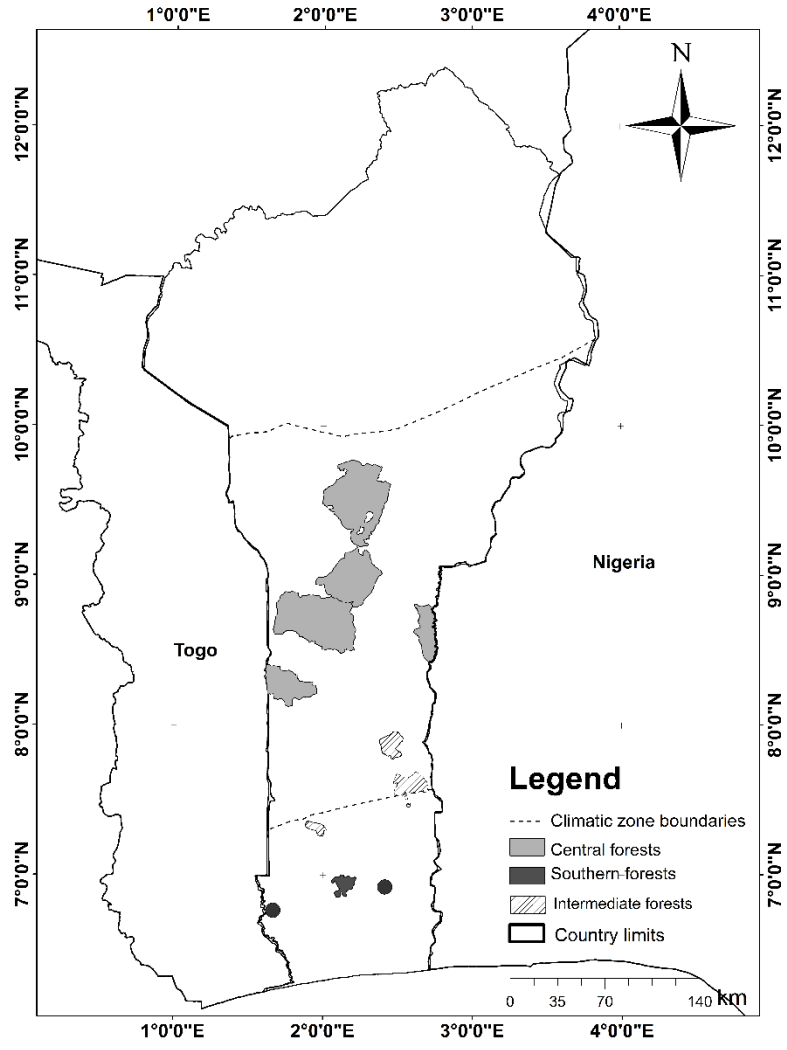 1°0'0"E 2°0'0"E 3°0'0"E 4°0'0"E
N
12°0'0"N 12°0'0"N
11°0'0"N 11°0'0"N
10°0'0"N 10°0'0"N
9°0'0"N 9°0'0"N
Nigeria
Togo
8°0'0"N 8°0'0"N
Legend
Climatic zone boundaries
Central forests
Southern forests
7°0'0"N 7°0'0"N
Intermediate forests
Country limits
0 35 70 140 km
1°0'0"E 2°0'0"E 3°0'0"E 4°0'0"E